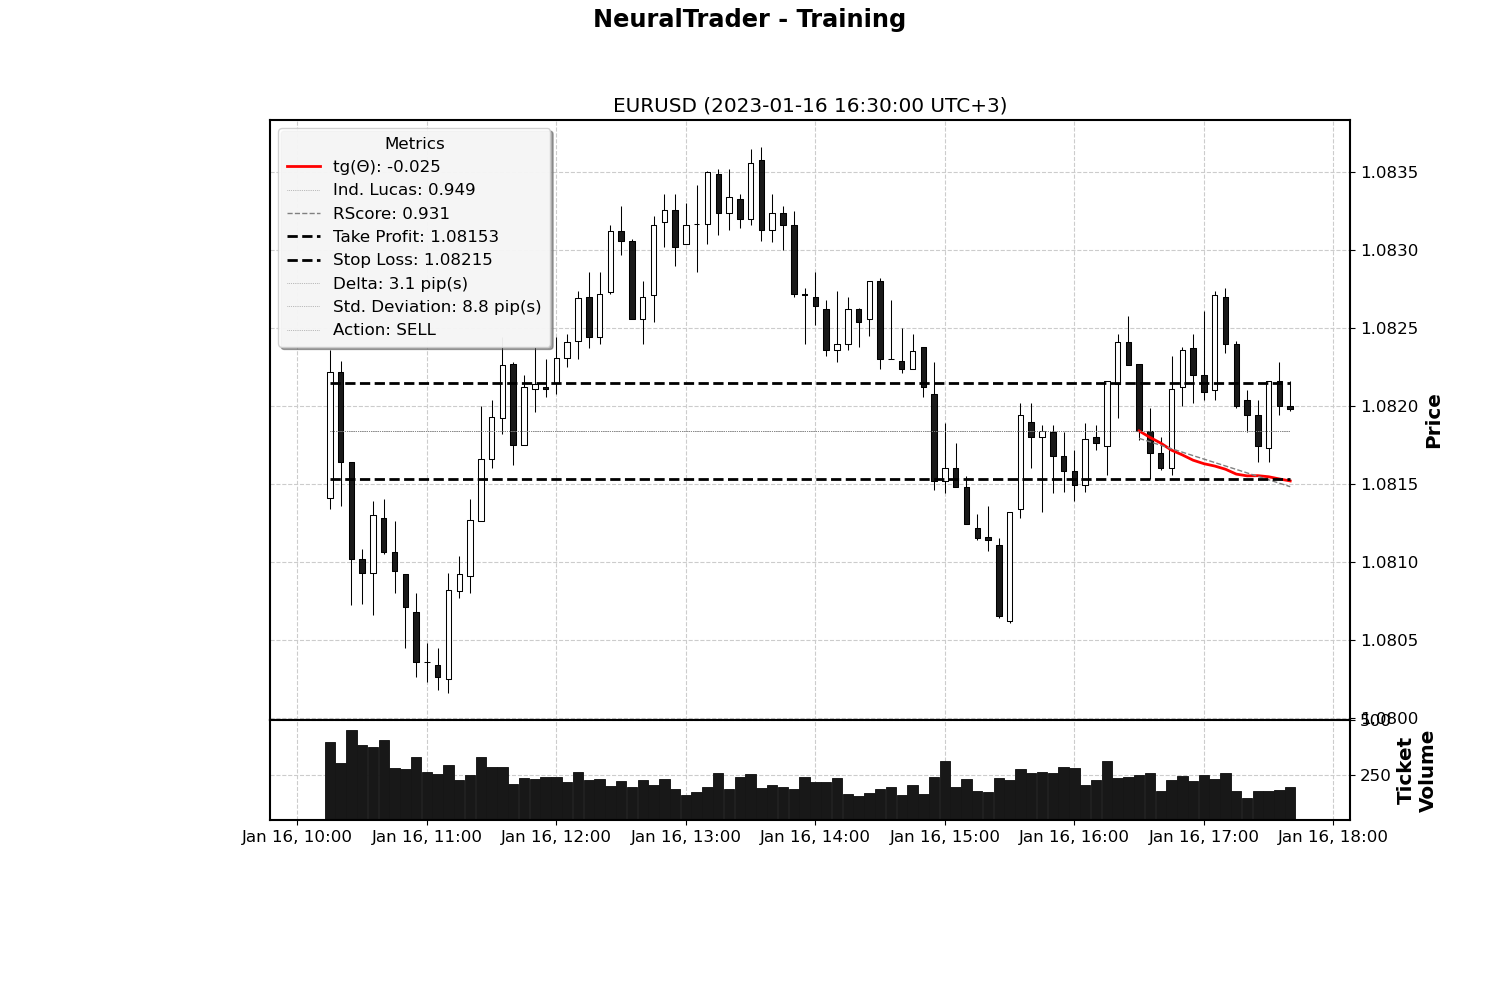 NeuralTrader - Training
EURUSD (2023-01-16 16:30:00 UTC+3)
Metrics
tg(Θ): -0.025
Ind. Lucas: 0.949
RScore: 0.931
Take Profit: 1.08153
Stop Loss: 1.08215
Delta: 3.1 pip(s)
Std. Deviation: 8.8 pip(s)
Action: SELL
1.0835
1.0830
1.0825
1.0820
1.0815
1.0810
1.0805
1.0800
Price
500
250
Ticket
Volume
Jan 16, 10:00
Jan 16, 11:00
Jan 16, 12:00
Jan 16, 13:00
Jan 16, 14:00
Jan 16, 15:00
Jan 16, 16:00
Jan 16, 17:00
Jan 16, 18:00